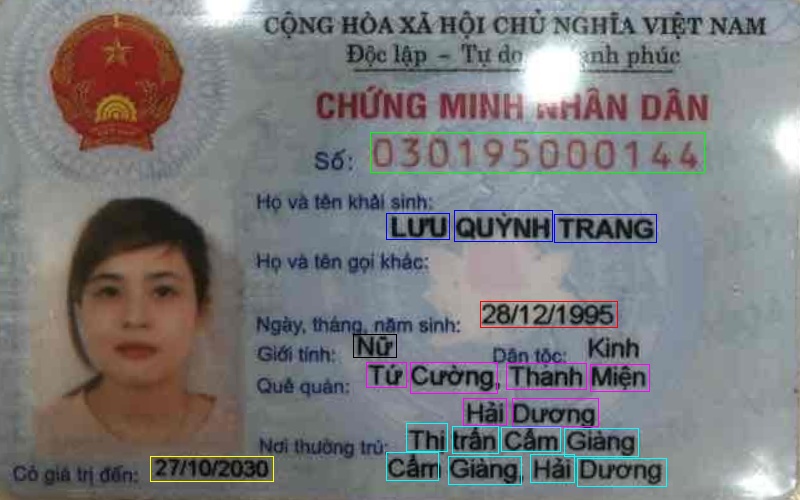 CỘNG HÒA XÃ HỘI CHỦ NGHĨA VIỆT NAM
Độc lập – Tự do phúc
CHỨNG MINH NHÂN DÂN
Số: 030195000144
Họ và tên khai sinh:
LƯU QUỲNH TRANG
Họ và tên gọi khác:
Ngày, tháng, năm sinh: 28/12/1995
Giới tính: Nữ Dân tộc: Kinh
Quê quán: Tứ Cường, Thanh Miện
Hải Dương
Nơi thường trú: Thị trấn Cẩm Giàng
Cẩm Giàng, Hải Dương
Có giá trị đến: 27/10/2030